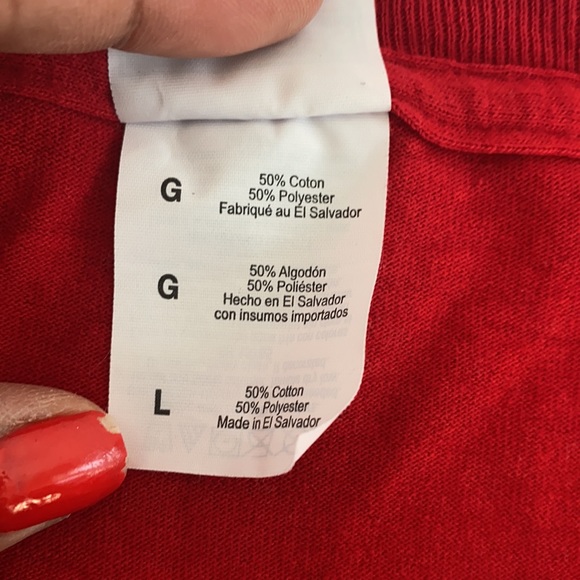 G
50% Coton
50% Polyester
Fabriqué au El Salvador
G
50% Algodón
50% Poliéster
Hecho en El Salvador
con insumos importados
L
50% Cotton
50% Polyester
Made in El Salvador